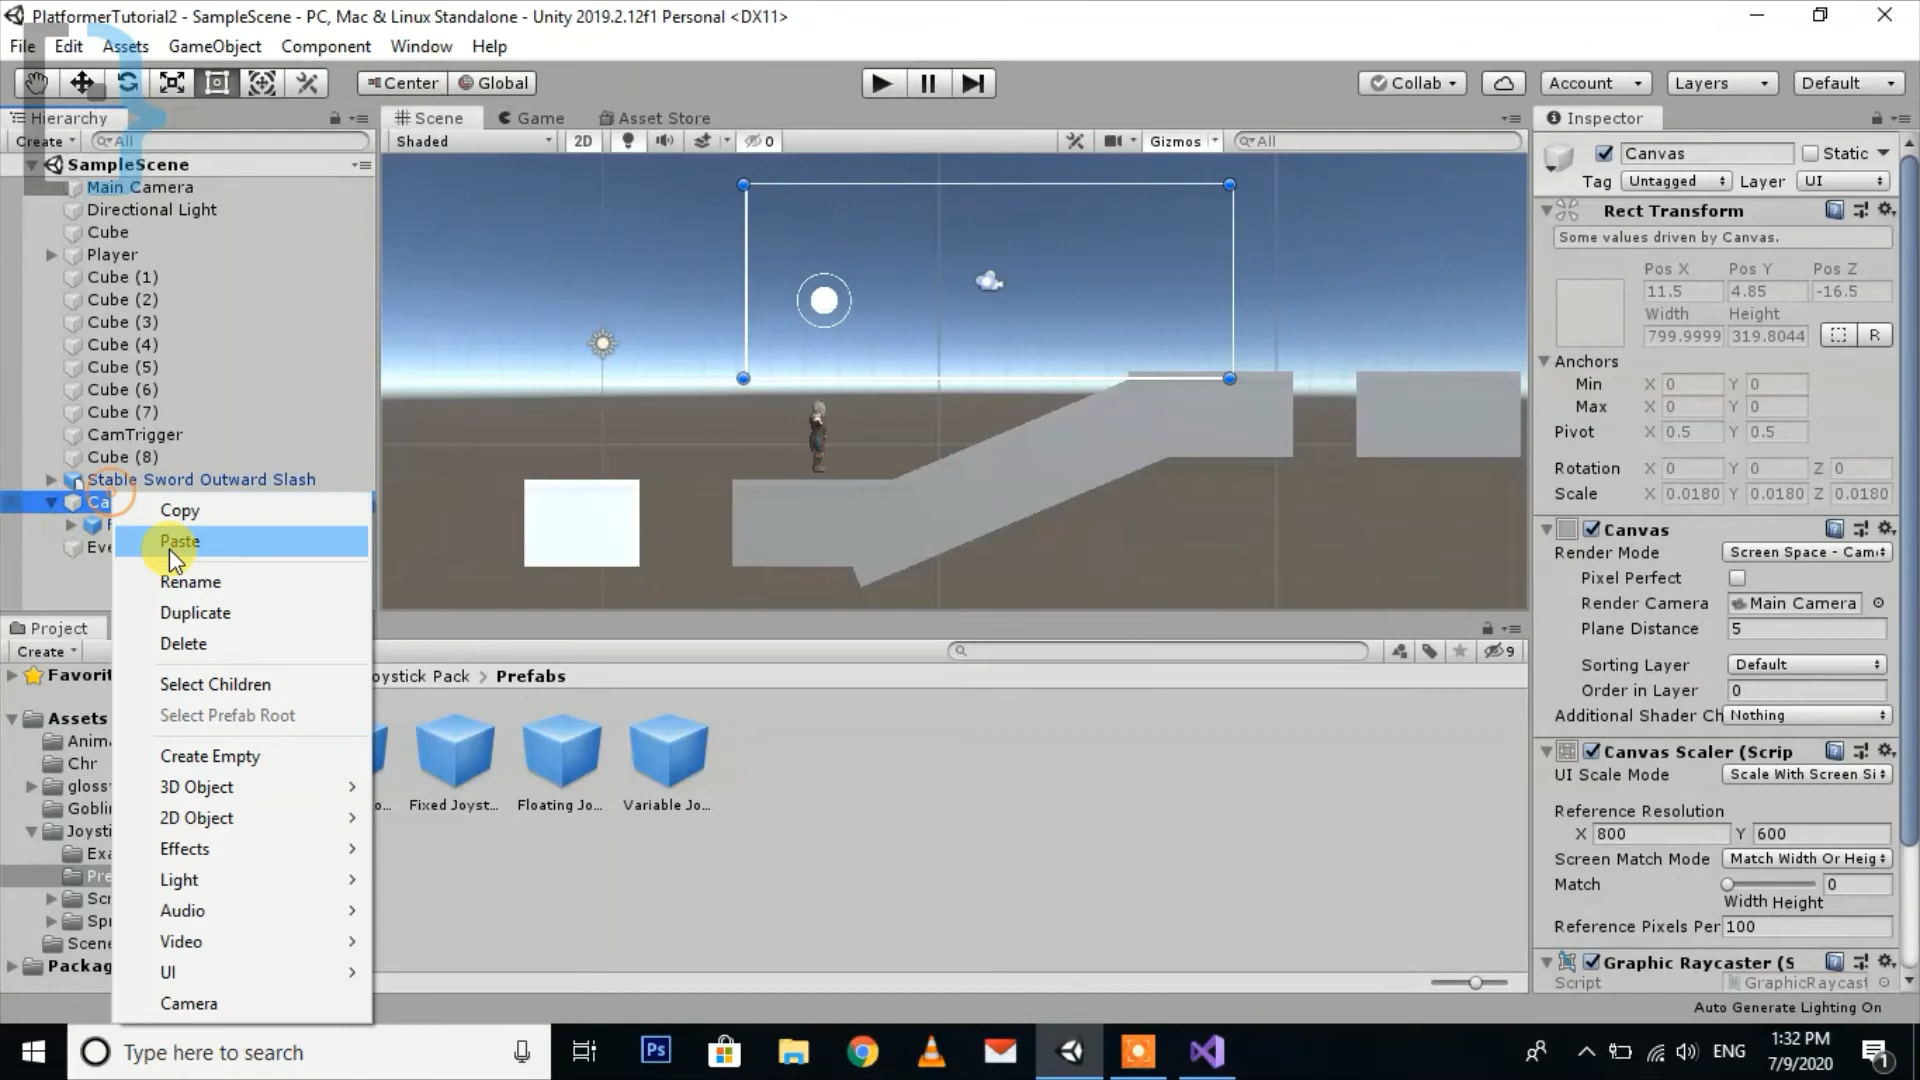 PlatformerTutorial2 - SampleScene - PC, Mac & Linux Standalone - Unity 2019.2.12f1 Personal <DX11>
File Edit Assets GameObject Component Window Help
Center Global Collab Account Layers Default
Hierarchy
Create All
SampleScene
Main Camera
Directional Light
Cube
Player
Cube (1)
Cube (2)
Cube (3)
Cube (4)
Cube (5)
Cube (6)
Cube (7)
CamTrigger
Cube (8)
Stable Sword Outward Slash
Ca
Eve
Copy
Paste
Rename
Duplicate
Delete
Select Children
Select Prefab Root
Create Empty
3D Object
2D Object
Effects
Light
Audio
Video
UI
Camera
Scene Game Asset Store
Shaded 2D 0 Gizmos All
Project
Create
9
Favorit
Assets
Anim
Chr
gloss
Gobli
Joysti
Exa
Pre
Scr
Spr
Scene
Packag
oystick Pack > Prefabs
o... Fixed Joyst... Floating Jo... Variable Jo...
Inspector
Canvas Static
Tag Untagged Layer UI
Rect Transform
Some values driven by Canvas.
Pos X Pos Y Pos Z
11.5 4.85 -16.5
Width Height
799.9999 319.8044 R
Anchors
Min X 0 Y 0
Max X 0 Y 0
Pivot X 0.5 Y 0.5
Rotation X 0 Y 0 Z 0
Scale X 0.0180 Y 0.0180 Z 0.0180
Canvas
Render Mode Screen Space - Cam
Pixel Perfect
Render Camera Main Camera
Plane Distance 5
Sorting Layer Default
Order in Layer 0
Additional Shader Ch Nothing
Canvas Scaler (Scrip
UI Scale Mode Scale With Screen Si
Reference Resolution
X 800 Y 600
Screen Match Mode Match Width Or Heig
Match 0
Width Height
Reference Pixels Per 100
Graphic Raycaster (S
Script GraphicRaycast
Auto Generate Lighting On
Type here to search
Ps
ENG
1:32 PM
7/9/2020
1